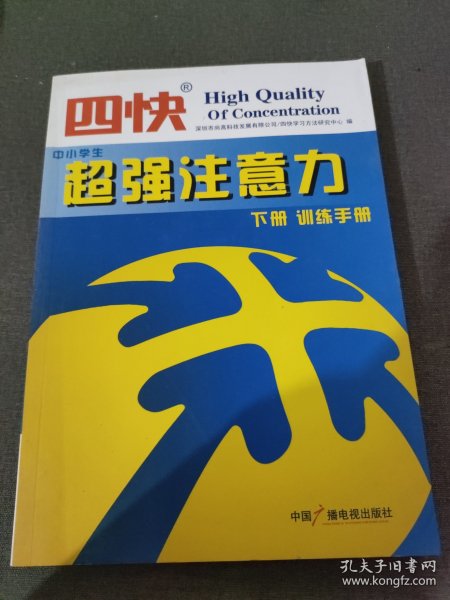 四快®
High Quality
Of Concentration
深圳市尚高科技发展有限公司/四快学习方法研究中心 编
中小学生
超强注意力
下册 训练手册
中国广播电视出版社
孔夫子旧书网
www.kongfz.com